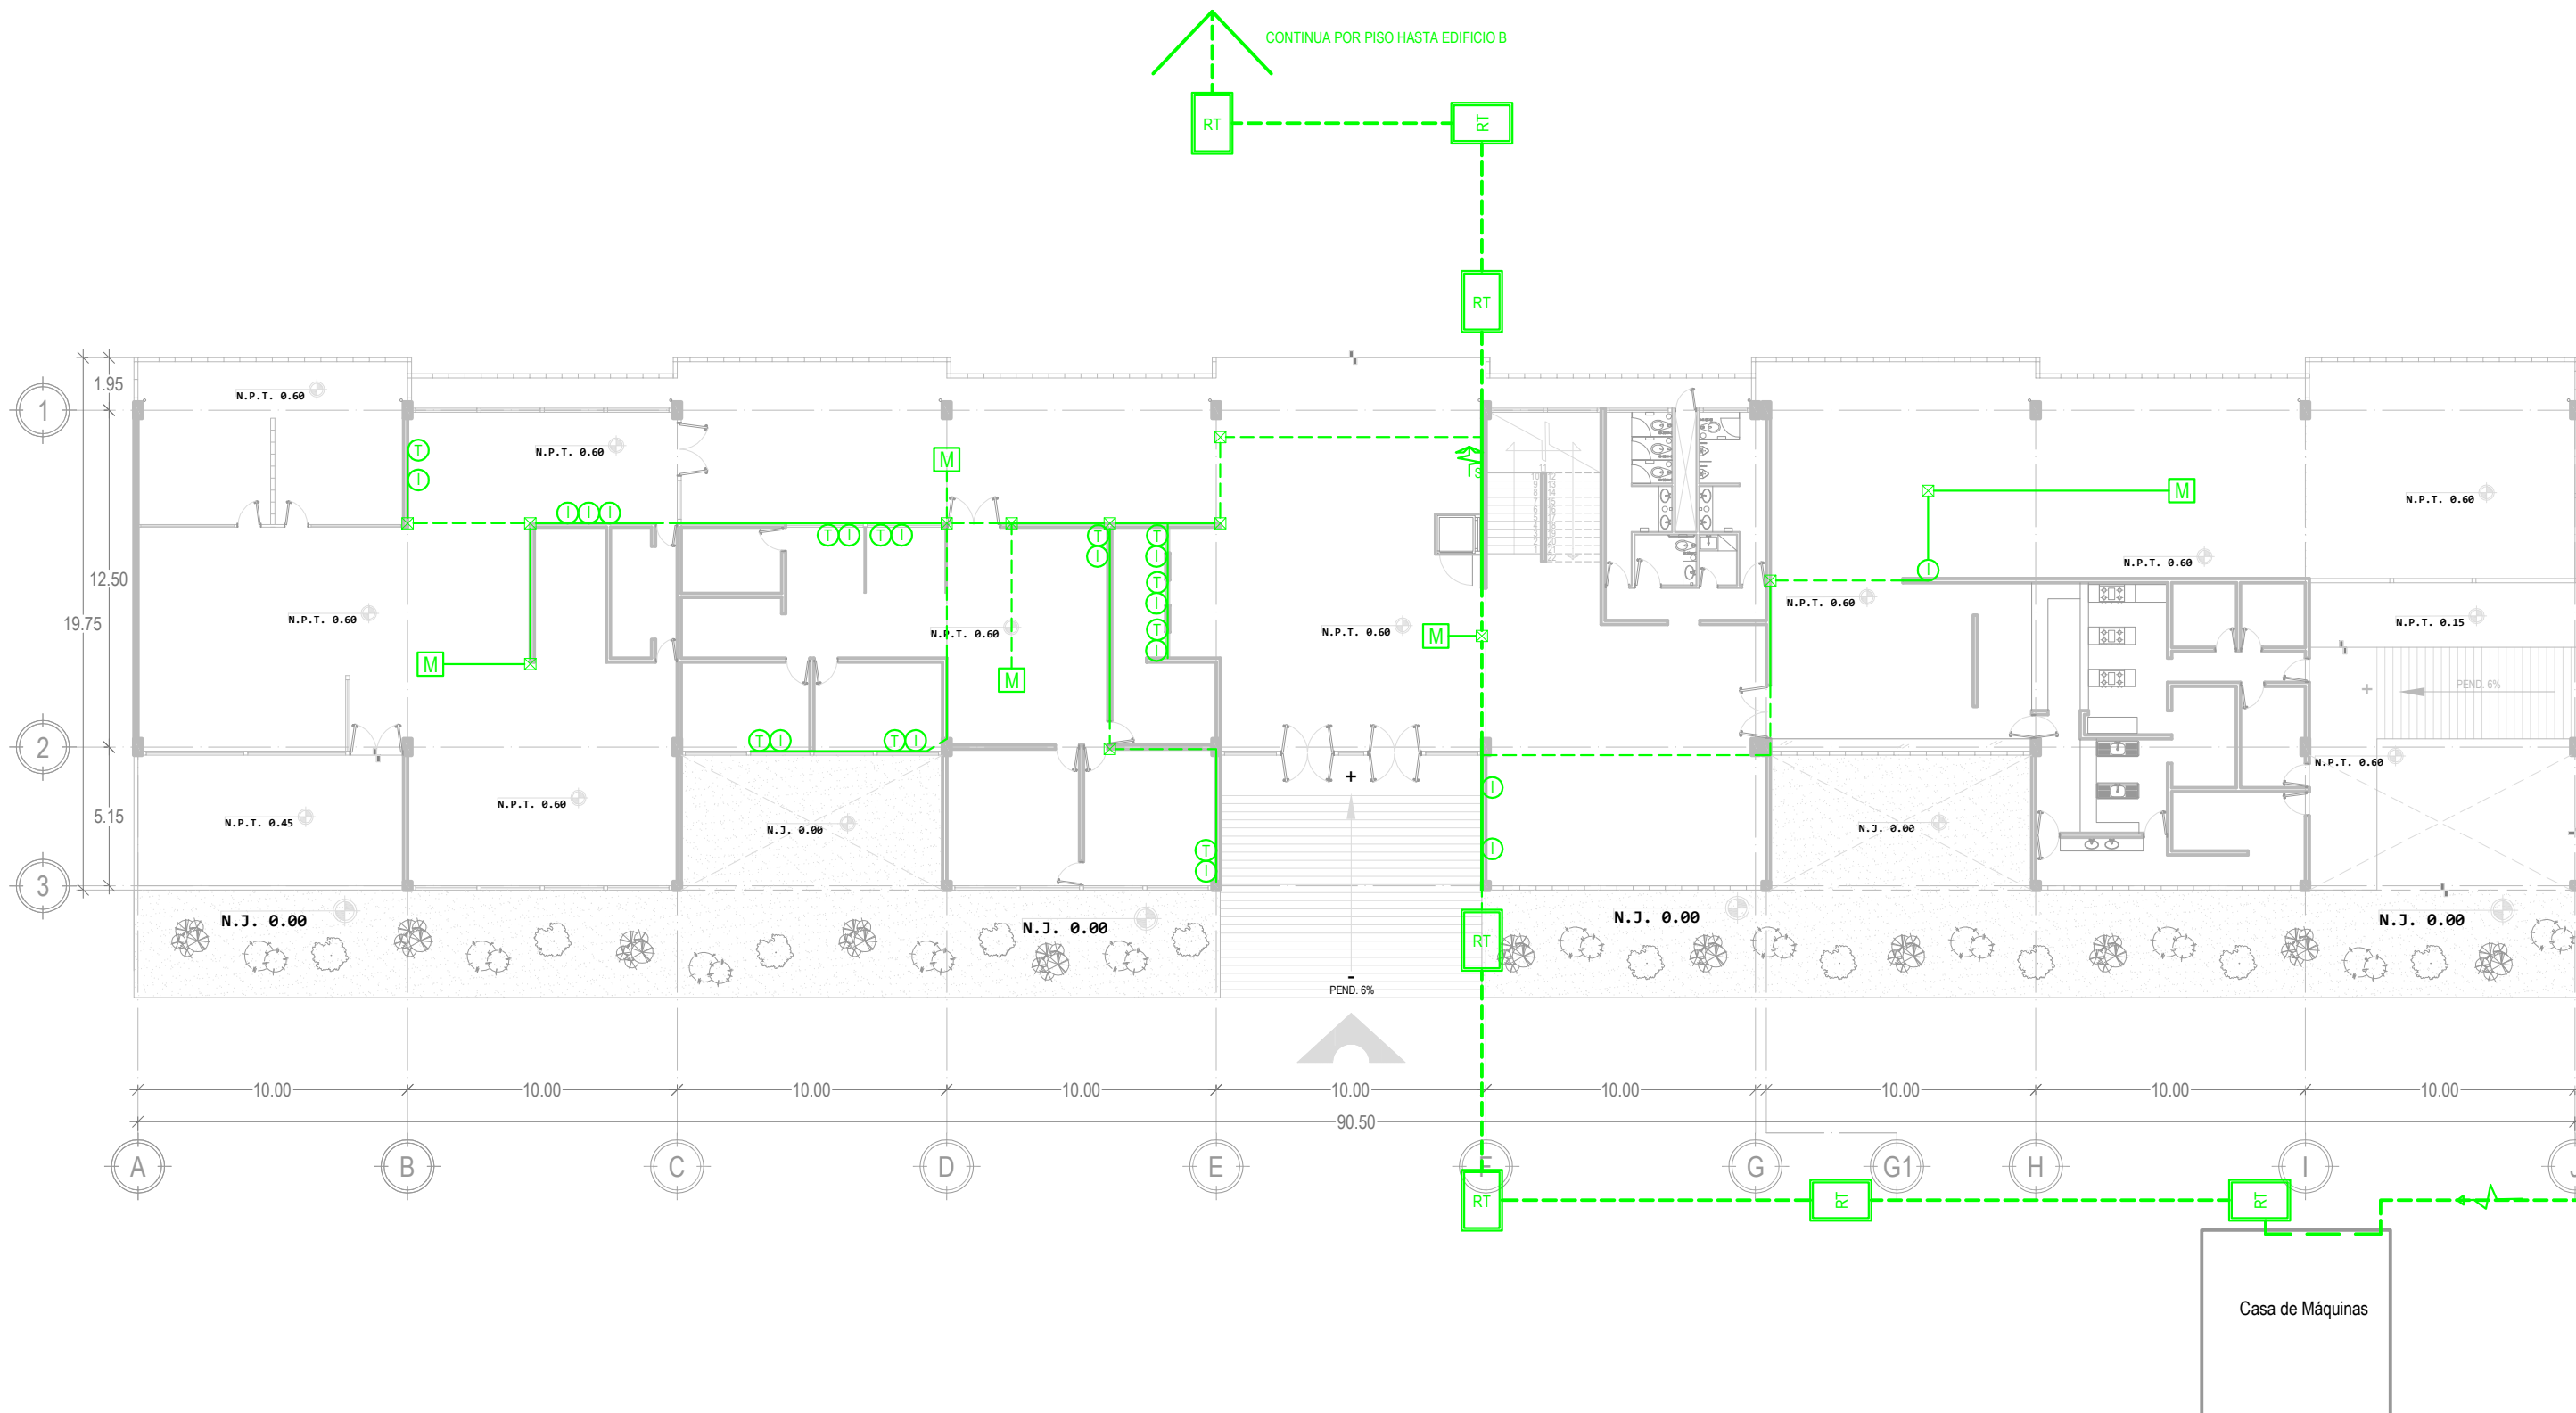 CONTINUA POR PISO HASTA EDIFICIO B
RT
RT
RT
1.95
N.P.T. 0.60
1
N.P.T. 0.60
T
I
M
M
N.P.T. 0.60
I I I
T I T I
T
I
T
I
T
I
T
I
I
N.P.T. 0.60
12.50
N.P.T. 0.60
19.75
N.P.T. 0.60
N.P.T. 0.60
M
N.P.T. 0.60
N.P.T. 0.15
M
M
PEND. 6%
T I
T I
2
+
+
N.P.T. 0.60
I
N.P.T. 0.60
5.15
N.P.T. 0.45
N.J. 0.00
N.J. 0.00
T
I
I
3
N.J. 0.00
N.J. 0.00
N.J. 0.00
N.J. 0.00
RT
-
PEND. 6%
10.00 10.00 10.00 10.00 10.00 10.00 10.00 10.00 10.00
90.50
A B C D E F G G1 H I J
RT
RT
RT
Casa de Máquinas